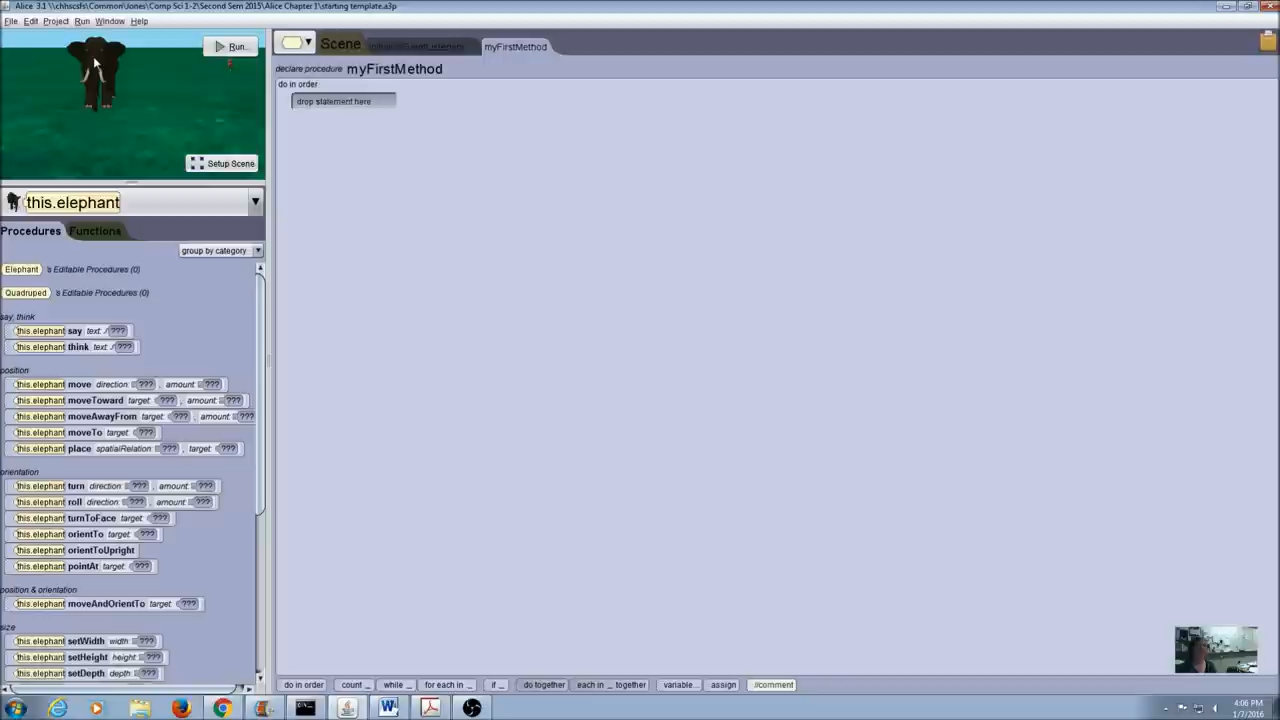 Alice 3.1 \\chhscsfs\Common\Jones\Comp Sci 1-2\Second Sem 2015\Alice Chapter 1\starting template.a3p
File Edit Project Run Window Help
Run...
Setup Scene
Scene initializeEventListeners myFirstMethod
declare procedure myFirstMethod
do in order
drop statement here
this.elephant
Procedures Functions
group by category
Elephant 's Editable Procedures (0)
Quadruped 's Editable Procedures (0)
say, think
this.elephant say text: ???
this.elephant think text: ???
position
this.elephant move direction: ??? , amount: ???
this.elephant moveToward target: ??? , amount: ???
this.elephant moveAwayFrom target: ??? , amount: ???
this.elephant moveTo target: ???
this.elephant place spatialRelation: ??? , target: ???
orientation
this.elephant turn direction: ??? , amount: ???
this.elephant roll direction: ??? , amount: ???
this.elephant turnToFace target: ???
this.elephant orientTo target: ???
this.elephant orientToUpright
this.elephant pointAt target: ???
position & orientation
this.elephant moveAndOrientTo target: ???
size
this.elephant setWidth width: ???
this.elephant setHeight height: ???
this.elephant setDepth depth: ???
do in order count _ while _ for each in _ if _ do together each in _ together variable... assign //comment
4:06 PM
1/7/2016